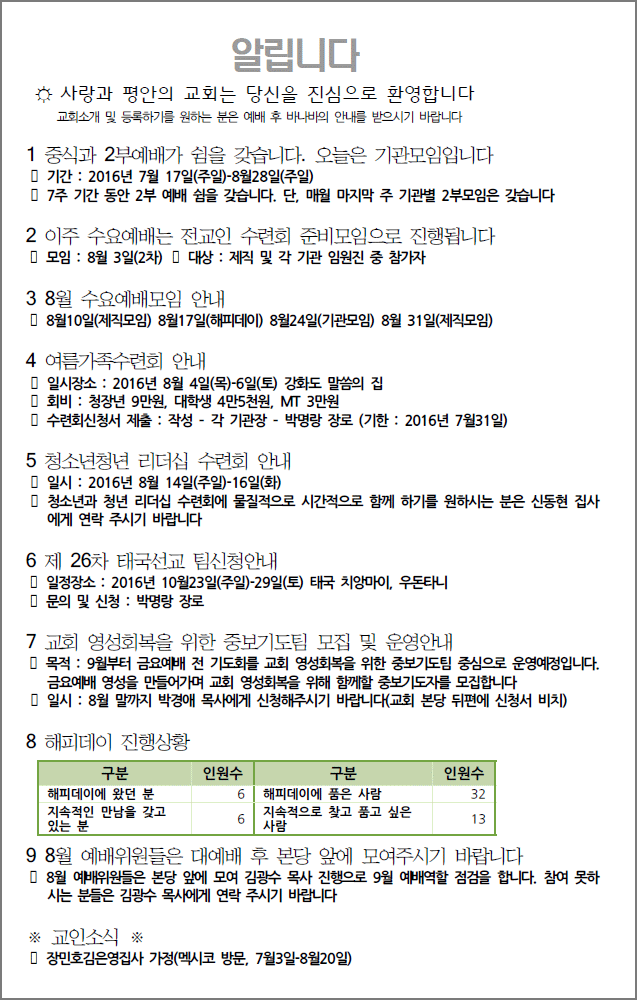 알립니다
☼ 사랑과 평안의 교회는 당신을 진심으로 환영합니다
교회소개 및 등록하기를 원하는 분은 예배 후 바나바의 안내를 받으시기 바랍니다
1 중식과 2부예배가 쉼을 갖습니다. 오늘은 기관모임입니다
▯ 기간 : 2016년 7월 17일(주일)-8월28일(주일)
▯ 7주 기간 동안 2부 예배 쉼을 갖습니다. 단, 매월 마지막 주 기관별 2부모임은 갖습니다
2 이주 수요예배는 전교인 수련회 준비모임으로 진행됩니다
▯ 모임 : 8월 3일(2차) ▯ 대상 : 제직 및 각 기관 임원진 중 참가자
3 8월 수요예배모임 안내
▯ 8월10일(제직모임) 8월17일(해피데이) 8월24일(기관모임) 8월 31일(제직모임)
4 여름가족수련회 안내
▯ 일시장소 : 2016년 8월 4일(목)-6일(토) 강화도 말씀의 집
▯ 회비 : 청장년 9만원, 대학생 4만5천원, MT 3만원
▯ 수련회신청서 제출 : 작성 - 각 기관장 - 박명랑 장로 (기한 : 2016년 7월31일)
5 청소년청년 리더십 수련회 안내
▯ 일시 : 2016년 8월 14일(주일)-16일(화)
▯ 청소년과 청년 리더십 수련회에 물질적으로 시간적으로 함께 하기를 원하시는 분은 신동현 집사
에게 연락 주시기 바랍니다
6 제 26차 태국선교 팀신청안내
▯ 일정장소 : 2016년 10월23일(주일)-29일(토) 태국 치앙마이, 우돈타니
▯ 문의 및 신청 : 박명랑 장로
7 교회 영성회복을 위한 중보기도팀 모집 및 운영안내
▯ 목적 : 9월부터 금요예배 전 기도회를 교회 영성회복을 위한 중보기도팀 중심으로 운영예정입니다.
금요예배 영성을 만들어가며 교회 영성회복을 위해 함께할 중보기도자를 모집합니다
▯ 일시 : 8월 말까지 박경애 목사에게 신청해주시기 바랍니다(교회 본당 뒤편에 신청서 비치)
8 해피데이 진행상황
구분 인원수 구분 인원수
해피데이에 왔던 분 6 해피데이에 품은 사람 32
지속적인 만남을 갖고 있는 분 6 지속적으로 찾고 품고 싶은 사람 13
9 8월 예배위원들은 대예배 후 본당 앞에 모여주시기 바랍니다
▯ 8월 예배위원들은 본당 앞에 모여 김광수 목사 진행으로 9월 예배역할 점검을 합니다. 참여 못하
시는 분들은 김광수 목사에게 연락 주시기 바랍니다
※ 교인소식 ※
▯ 장민호김은영집사 가정(멕시코 방문, 7월3일-8월20일)